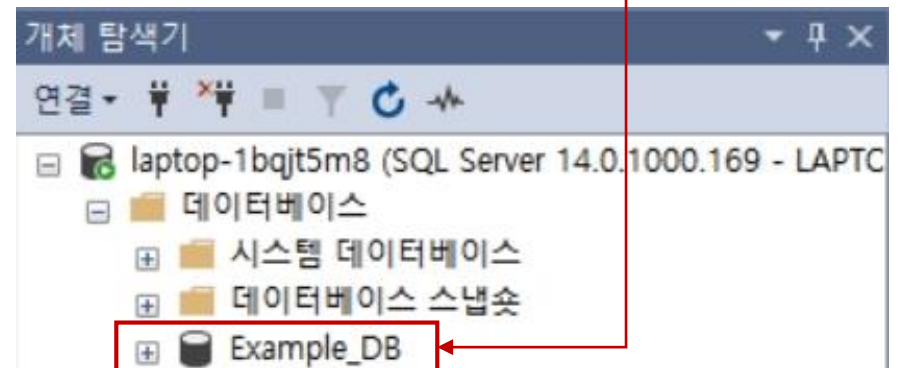 개체 탐색기
연결
laptop-1bqjt5m8 (SQL Server 14.0.1000.169 - LAPTC
데이터베이스
시스템 데이터베이스
데이터베이스 스냅숏
Example_DB